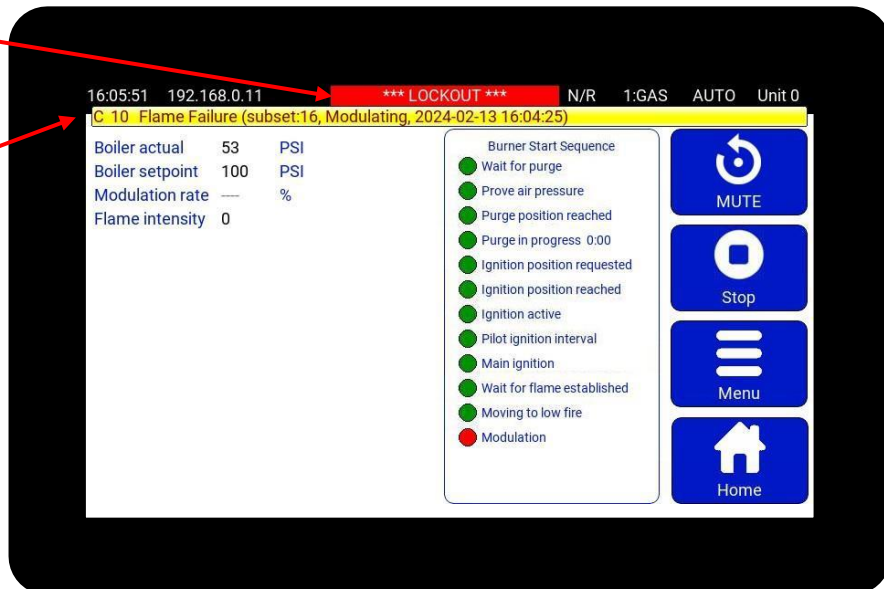 16:05:51 192.168.0.11 *** LOCKOUT *** N/R 1:GAS AUTO Unit 0
C 10 Flame Failure (subset:16, Modulating, 2024-02-13 16:04:25)
Boiler actual 53 PSI
Boiler setpoint 100 PSI
Modulation rate ---- %
Flame intensity 0
Burner Start Sequence
Wait for purge
Prove air pressure
Purge position reached
Purge in progress 0:00
Ignition position requested
Ignition position reached
Ignition active
Pilot ignition interval
Main ignition
Wait for flame established
Moving to low fire
Modulation
MUTE
Stop
Menu
Home